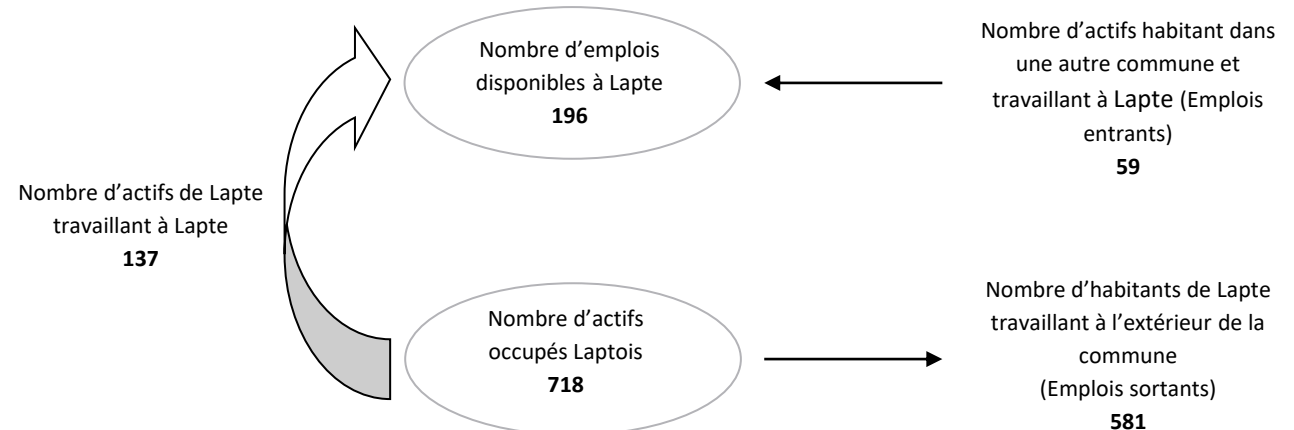 Nombre d’emplois
disponibles à Lapte
196
Nombre d’actifs habitant dans
une autre commune et
travaillant à Lapte (Emplois
entrants)
59
Nombre d’actifs de Lapte
travaillant à Lapte
137
Nombre d’actifs
occupés Laptois
718
Nombre d’habitants de Lapte
travaillant à l’extérieur de la
commune
(Emplois sortants)
581